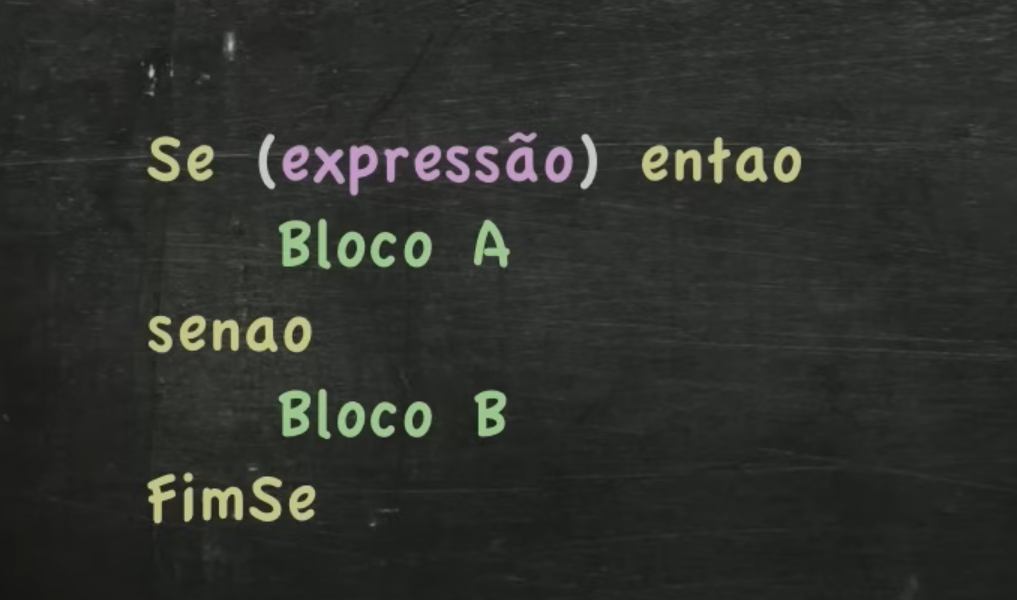 Se (expressão) entao
Bloco A
senao
Bloco B
FimSe